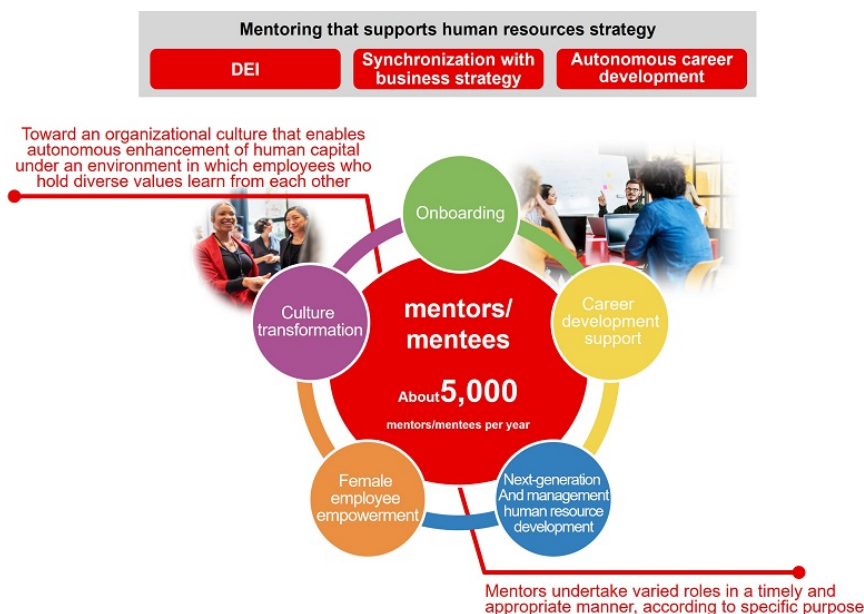 Mentoring that supports human resources strategy
DEI
Synchronization with
business strategy
Autonomous career
development
Toward an organizational culture that enables
autonomous enhancement of human capital
under an environment in which employees who
hold diverse values learn from each other
Onboarding
Culture
transformation
Career
development
support
mentors/
mentees
About 5,000
mentors/mentees per year
Female
employee
empowerment
Next-generation
And management
human resource
development
Mentors undertake varied roles in a timely and
appropriate manner, according to specific purpose